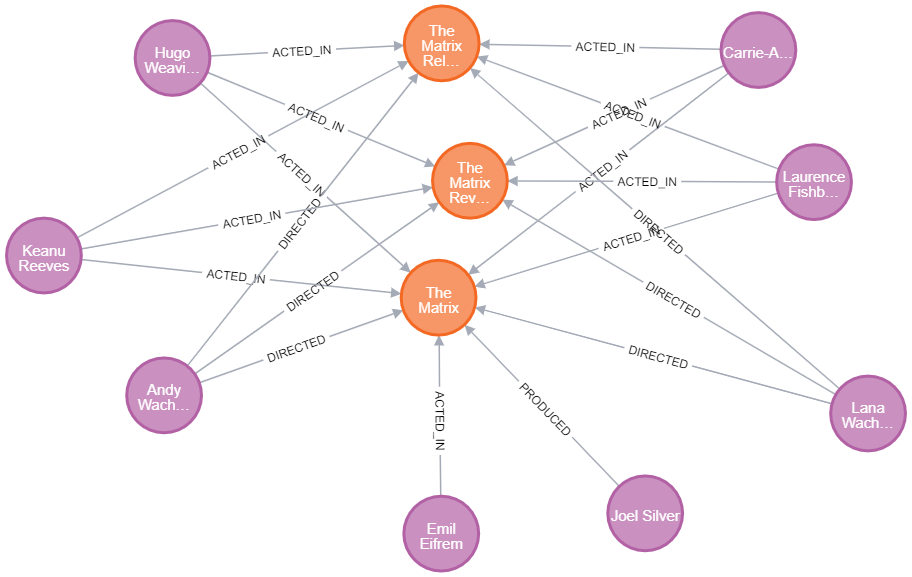 Hugo
Weavi...
ACTED_IN
The
Matrix
Rel...
ACTED_IN
Carrie-A...
ACTED_IN
ACTED_IN
ACTED_IN
ACTED_IN
ACTED_IN
The
Matrix
Rev...
ACTED_IN
ACTED_IN
Laurence
Fishb...
ACTED_IN
DIRECTED
DIRECTED
ACTED_IN
Keanu
Reeves
ACTED_IN
DIRECTED
The
Matrix
DIRECTED
DIRECTED
DIRECTED
Andy
Wach...
ACTED_IN
PRODUCED
Lana
Wach...
Emil
Eifrem
Joel Silver